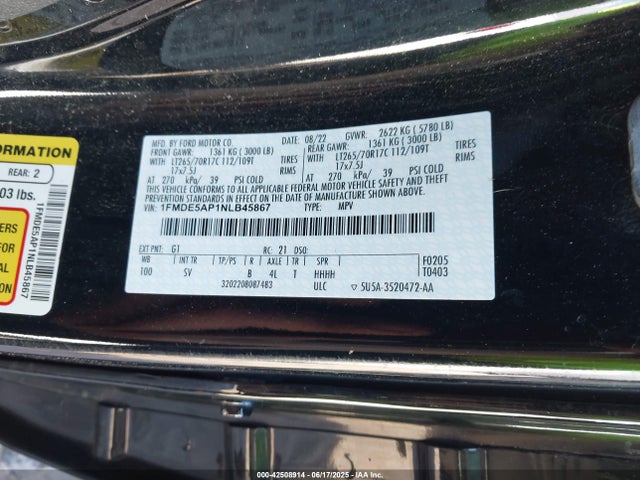 ORMATION
REAR: 2
03 lbs.
1FMDE5AP1NLB45867
MFD. BY FORD MOTOR CO.
DATE: 08/22 GVWR: 2622 KG ( 5780 LB)
FRONT GAWR: 1361 KG ( 3000 LB) REAR GAWR: 1361 KG ( 3000 LB)
WITH LT265/70R17C 112/109T TIRES WITH LT265/70R17C 112/109T TIRES
17x7.5J RIMS 17x7.5J RIMS
AT 270 kPa/ 39 PSI COLD AT 270 kPa/ 39 PSI COLD
THIS VEHICLE CONFORMS TO ALL APPLICABLE FEDERAL MOTOR VEHICLE SAFETY AND
THEFT PREVENTION STANDARDS IN EFFECT ON THE DATE OF MANUFACTURE SHOWN ABOVE.
VIN: 1FMDE5AP1NLB45867 TYPE: MPV
EXT PNT: G1 RC: 21 DSO:
WB INT TR TP/PS R AXLE TR SPR F0205
100 SV B 4L T HHHH T0403
3202208087483 ULC ▽ 5U5A-3520472-AA
000-42508914 - 06/17/2025 - IAA Inc.